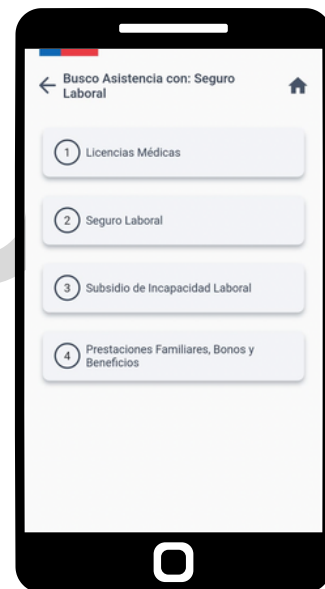 Busco Asistencia con: Seguro
Laboral
1 Licencias Médicas
2 Seguro Laboral
3 Subsidio de Incapacidad Laboral
4 Prestaciones Familiares, Bonos y
Beneficios